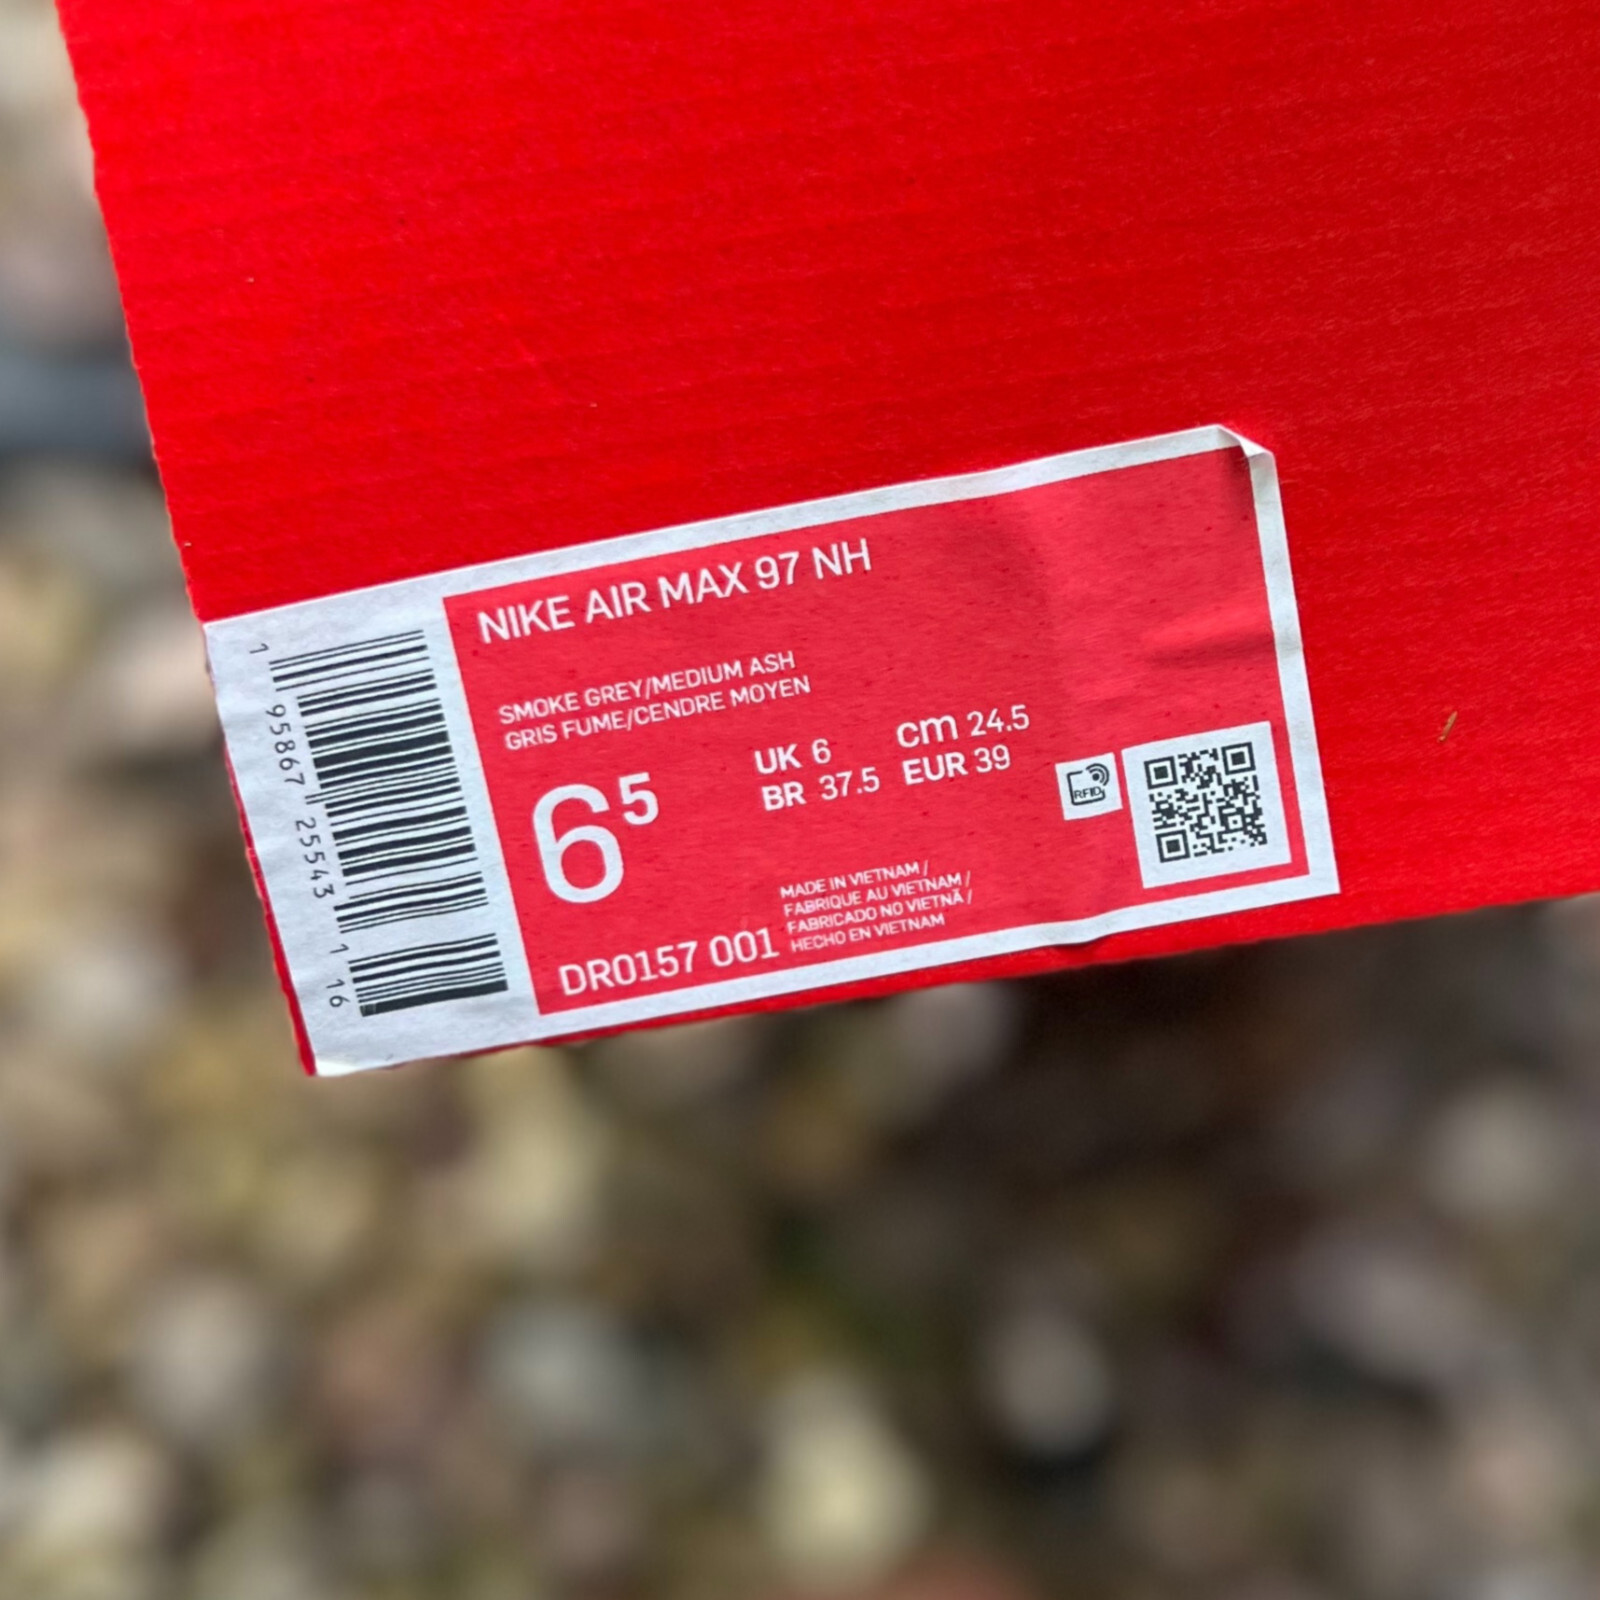 NIKE AIR MAX 97 NH
SMOKE GREY/MEDIUM ASH
GRIS FUME/CENDRE MOYEN
6⁵
UK 6
BR 37.5
cm 24.5
EUR 39
RFID
MADE IN VIETNAM /
FABRIQUE AU VIETNAM /
FABRICADO NO VIETNÃ /
HECHO EN VIETNAM
DR0157 001
1 95867 25543 1 16